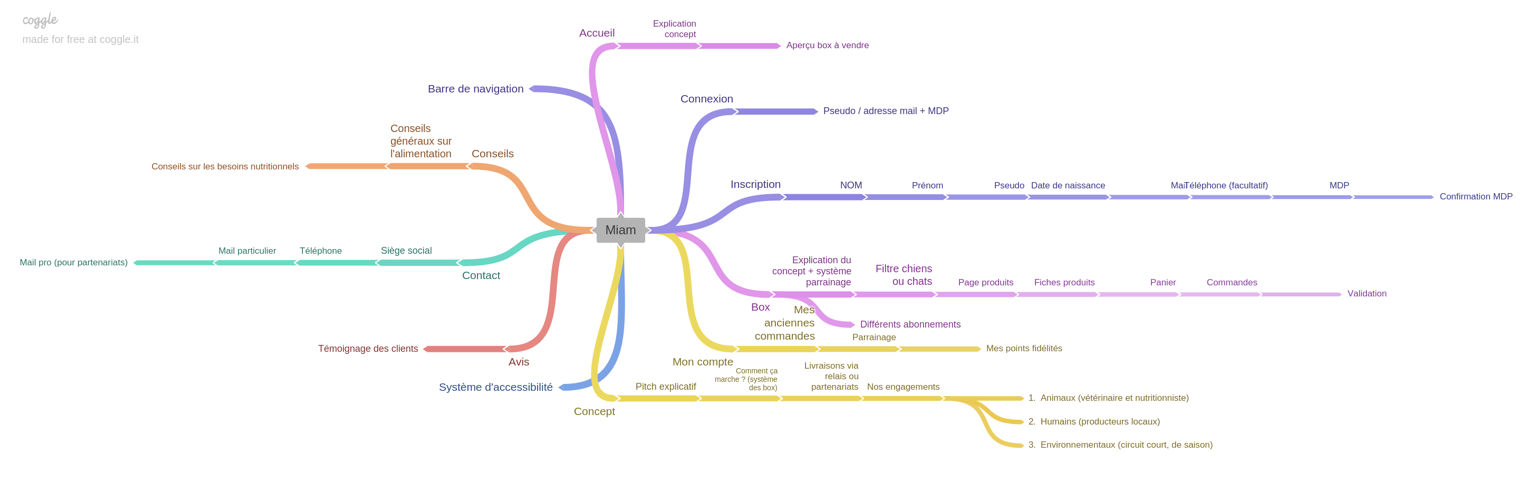 coggle
made for free at coggle.it
Accueil
Explication
concept
Aperçu box à vendre
Barre de navigation
Connexion
Pseudo / adresse mail + MDP
Conseils
généraux sur
l'alimentation
Conseils
Conseils sur les besoins nutritionnels
Inscription
NOM
Prénom
Pseudo
Date de naissance
Mail
Téléphone (facultatif)
MDP
Confirmation MDP
Miam
Mail pro (pour partenariats)
Mail particulier
Téléphone
Siège social
Contact
Explication du
concept + système
parrainage
Filtre chiens
ou chats
Page produits
Fiches produits
Panier
Commandes
Validation
Box
Différents abonnements
Mes
anciennes
commandes
Parrainage
Mes points fidélités
Mon compte
Témoignage des clients
Avis
Système d'accessibilité
Concept
Pitch explicatif
Comment ça
marche ? (système
des box)
Livraisons via
relais ou
partenariats
Nos engagements
1. Animaux (vétérinaire et nutritionniste)
2. Humains (producteurs locaux)
3. Environnementaux (circuit court, de saison)